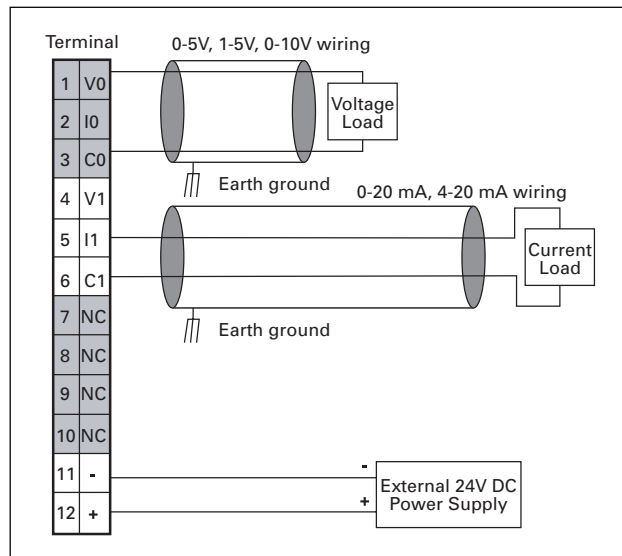 Terminal
0-5V, 1-5V, 0-10V wiring
1 V0
2 I0
3 C0
4 V1
5 I1
6 C1
7 NC
8 NC
9 NC
10 NC
11 -
12 +
Voltage
Load
Earth ground
0-20 mA, 4-20 mA wiring
Current
Load
Earth ground
-
+
External 24V DC
Power Supply